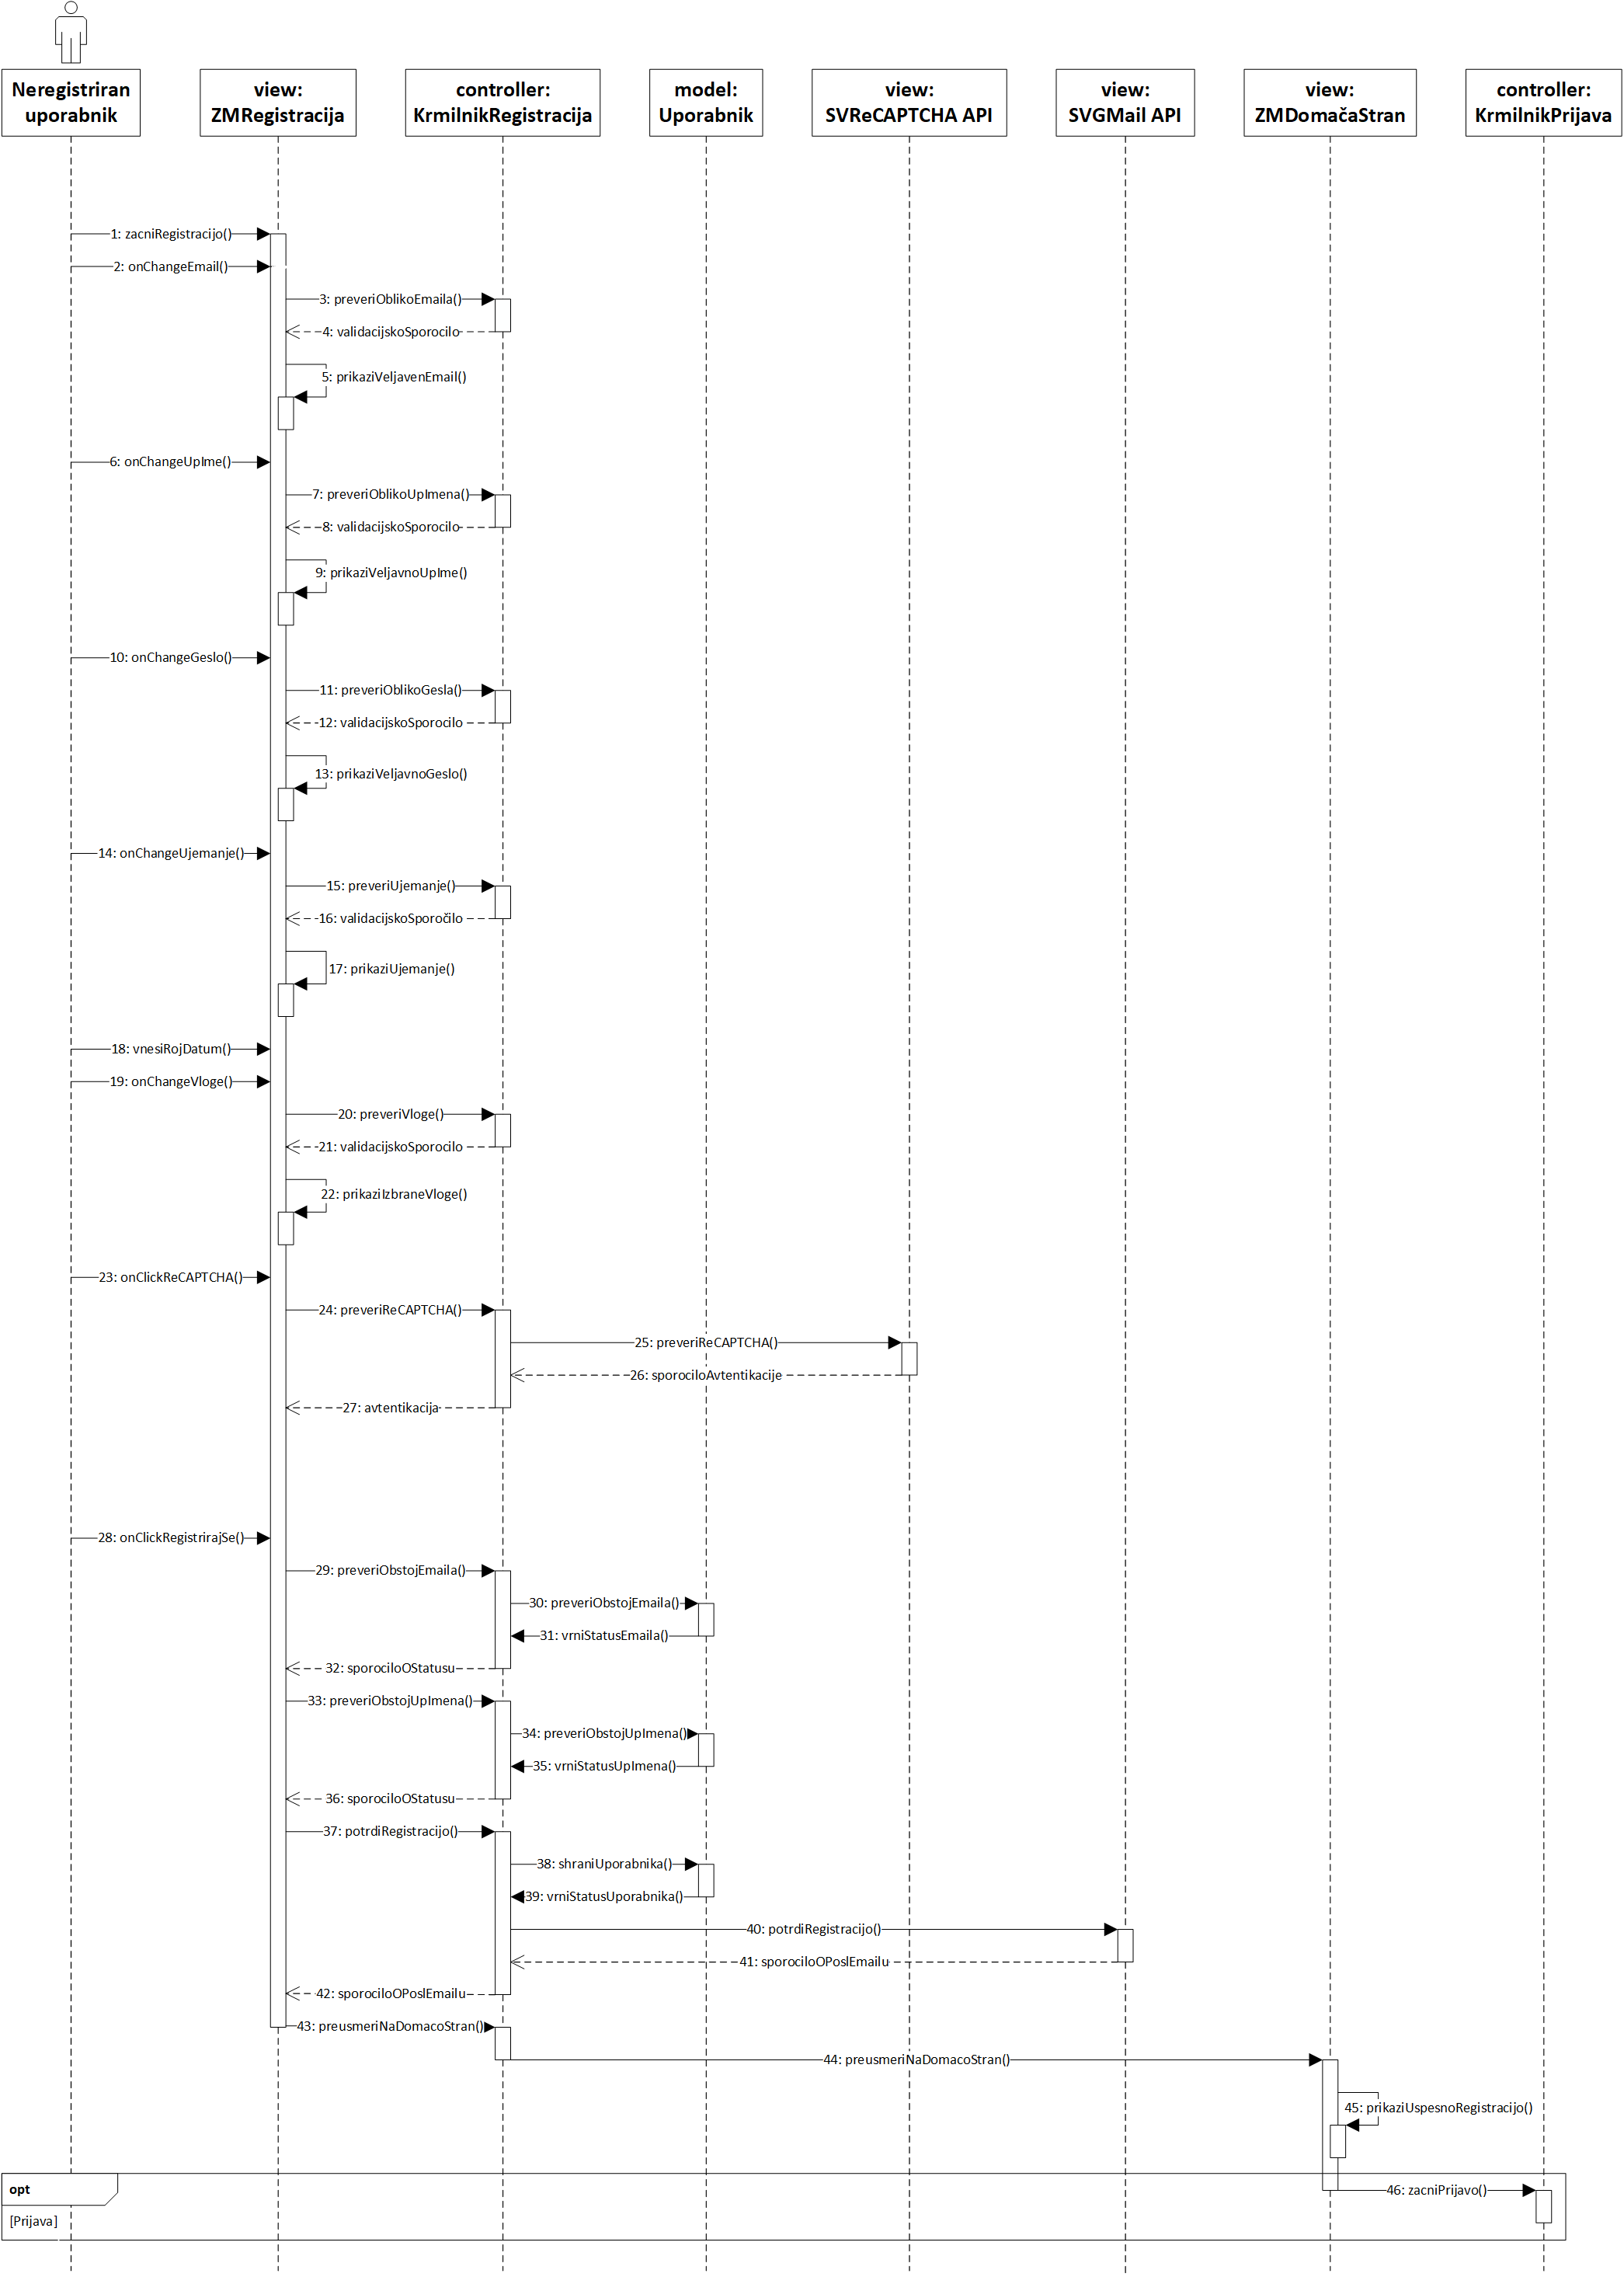 Neregistriran
uporabnik
view:
ZMRegistracija
controller:
KrmilnikRegistracija
model:
Uporabnik
view:
SVReCAPTCHA API
view:
SVGMail API
view:
ZMDomačaStran
controller:
KrmilnikPrijava
1: zacniRegistracijo()
2: onChangeEmail()
3: preveriOblikoEmaila()
4: validacijskoSporocilo
5: prikaziVeljavenEmail()
6: onChangeUpIme()
7: preveriOblikoUpImena()
8: validacijskoSporocilo
9: prikaziVeljavnoUpIme()
10: onChangeGeslo()
11: preveriOblikoGesla()
12: validacijskoSporocilo
13: prikaziVeljavnoGeslo()
14: onChangeUjemanje()
15: preveriUjemanje()
16: validacijskoSporočilo
17: prikaziUjemanje()
18: vnesiRojDatum()
19: onChangeVloge()
20: preveriVloge()
21: validacijskoSporocilo
22: prikaziIzbraneVloge()
23: onClickReCAPTCHA()
24: preveriReCAPTCHA()
25: preveriReCAPTCHA()
26: sporociloAvtentikacije
27: avtentikacija
28: onClickRegistrirajSe()
29: preveriObstojEmaila()
30: preveriObstojEmaila()
31: vrniStatusEmaila()
32: sporociloOStatusu
33: preveriObstojUpImena()
34: preveriObstojUpImena()
35: vrniStatusUpImena()
36: sporociloOStatusu
37: potrdiRegistracijo()
38: shraniUporabnika()
39: vrniStatusUporabnika()
40: potrdiRegistracijo()
41: sporociloOPoslEmailu
42: sporociloOPoslEmailu
43: preusmeriNaDomacoStran()
44: preusmeriNaDomacoStran()
45: prikaziUspesnoRegistracijo()
opt
46: zacniPrijavo()
[Prijava]